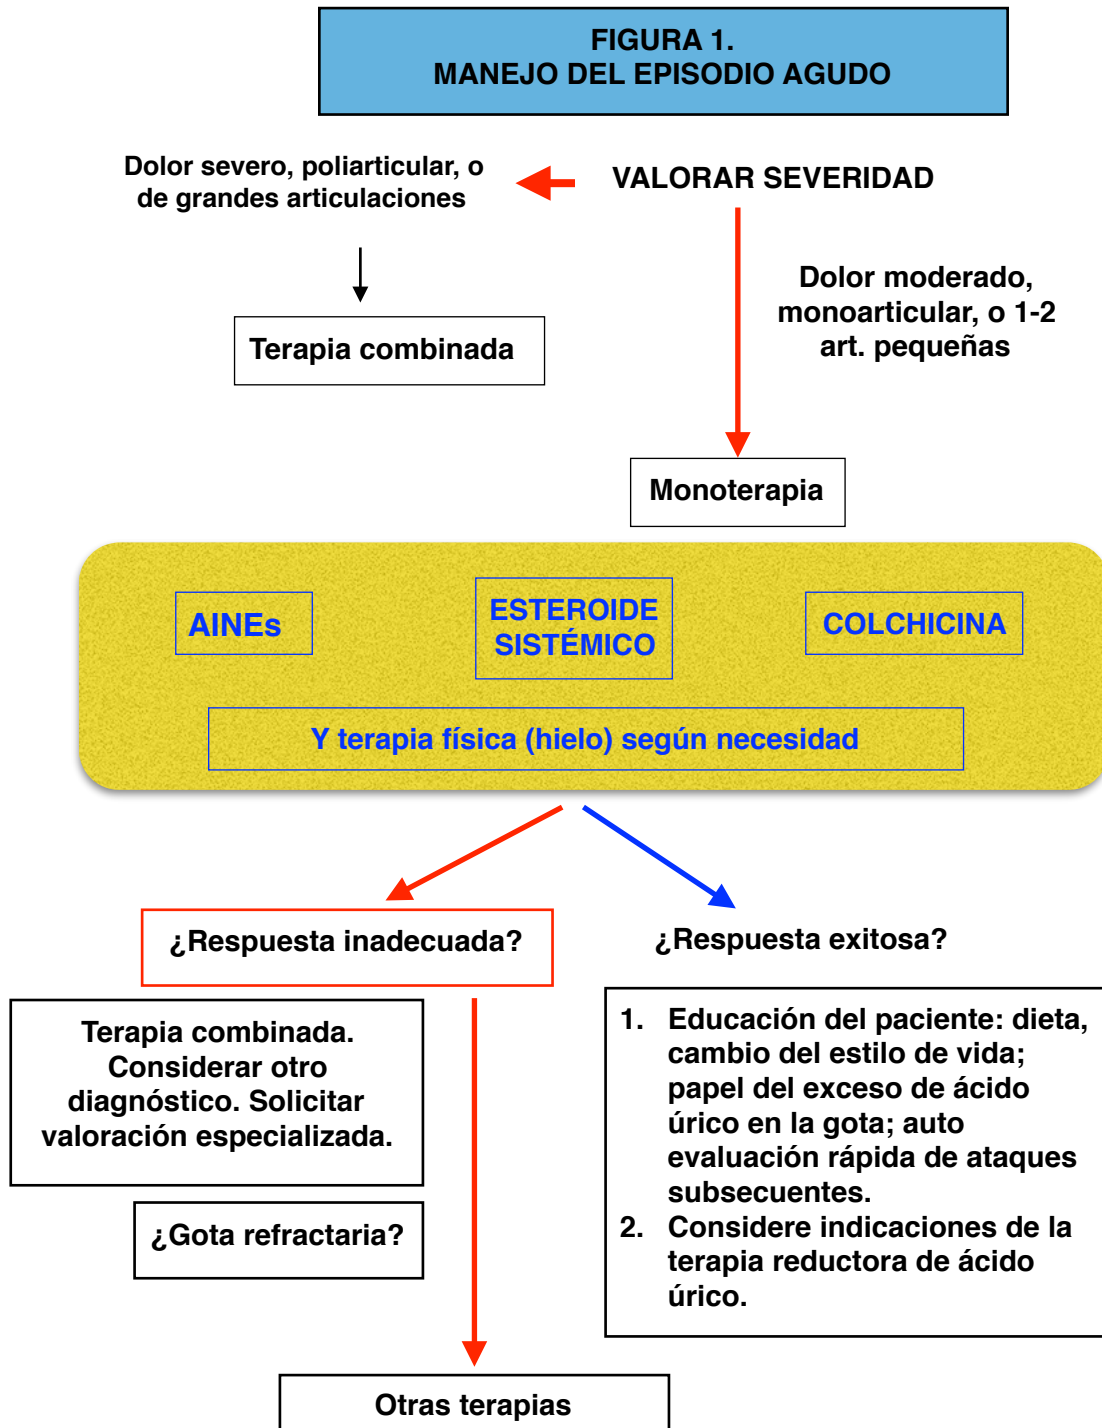 FIGURA 1.
MANEJO DEL EPISODIO AGUDO
Dolor severo, poliarticular, o
de grandes articulaciones
VALORAR SEVERIDAD
Dolor moderado,
monoarticular, o 1-2
art. pequeñas
Terapia combinada
Monoterapia
AINEs
ESTEROIDE
SISTÉMICO
COLCHICINA
Y terapia física (hielo) según necesidad
¿Respuesta inadecuada?
¿Respuesta exitosa?
Terapia combinada.
Considerar otro
diagnóstico. Solicitar
valoración especializada.
¿Gota refractaria?
1. Educación del paciente: dieta,
cambio del estilo de vida;
papel del exceso de ácido
úrico en la gota; auto
evaluación rápida de ataques
subsecuentes.
2. Considere indicaciones de la
terapia reductora de ácido
úrico.
Otras terapias